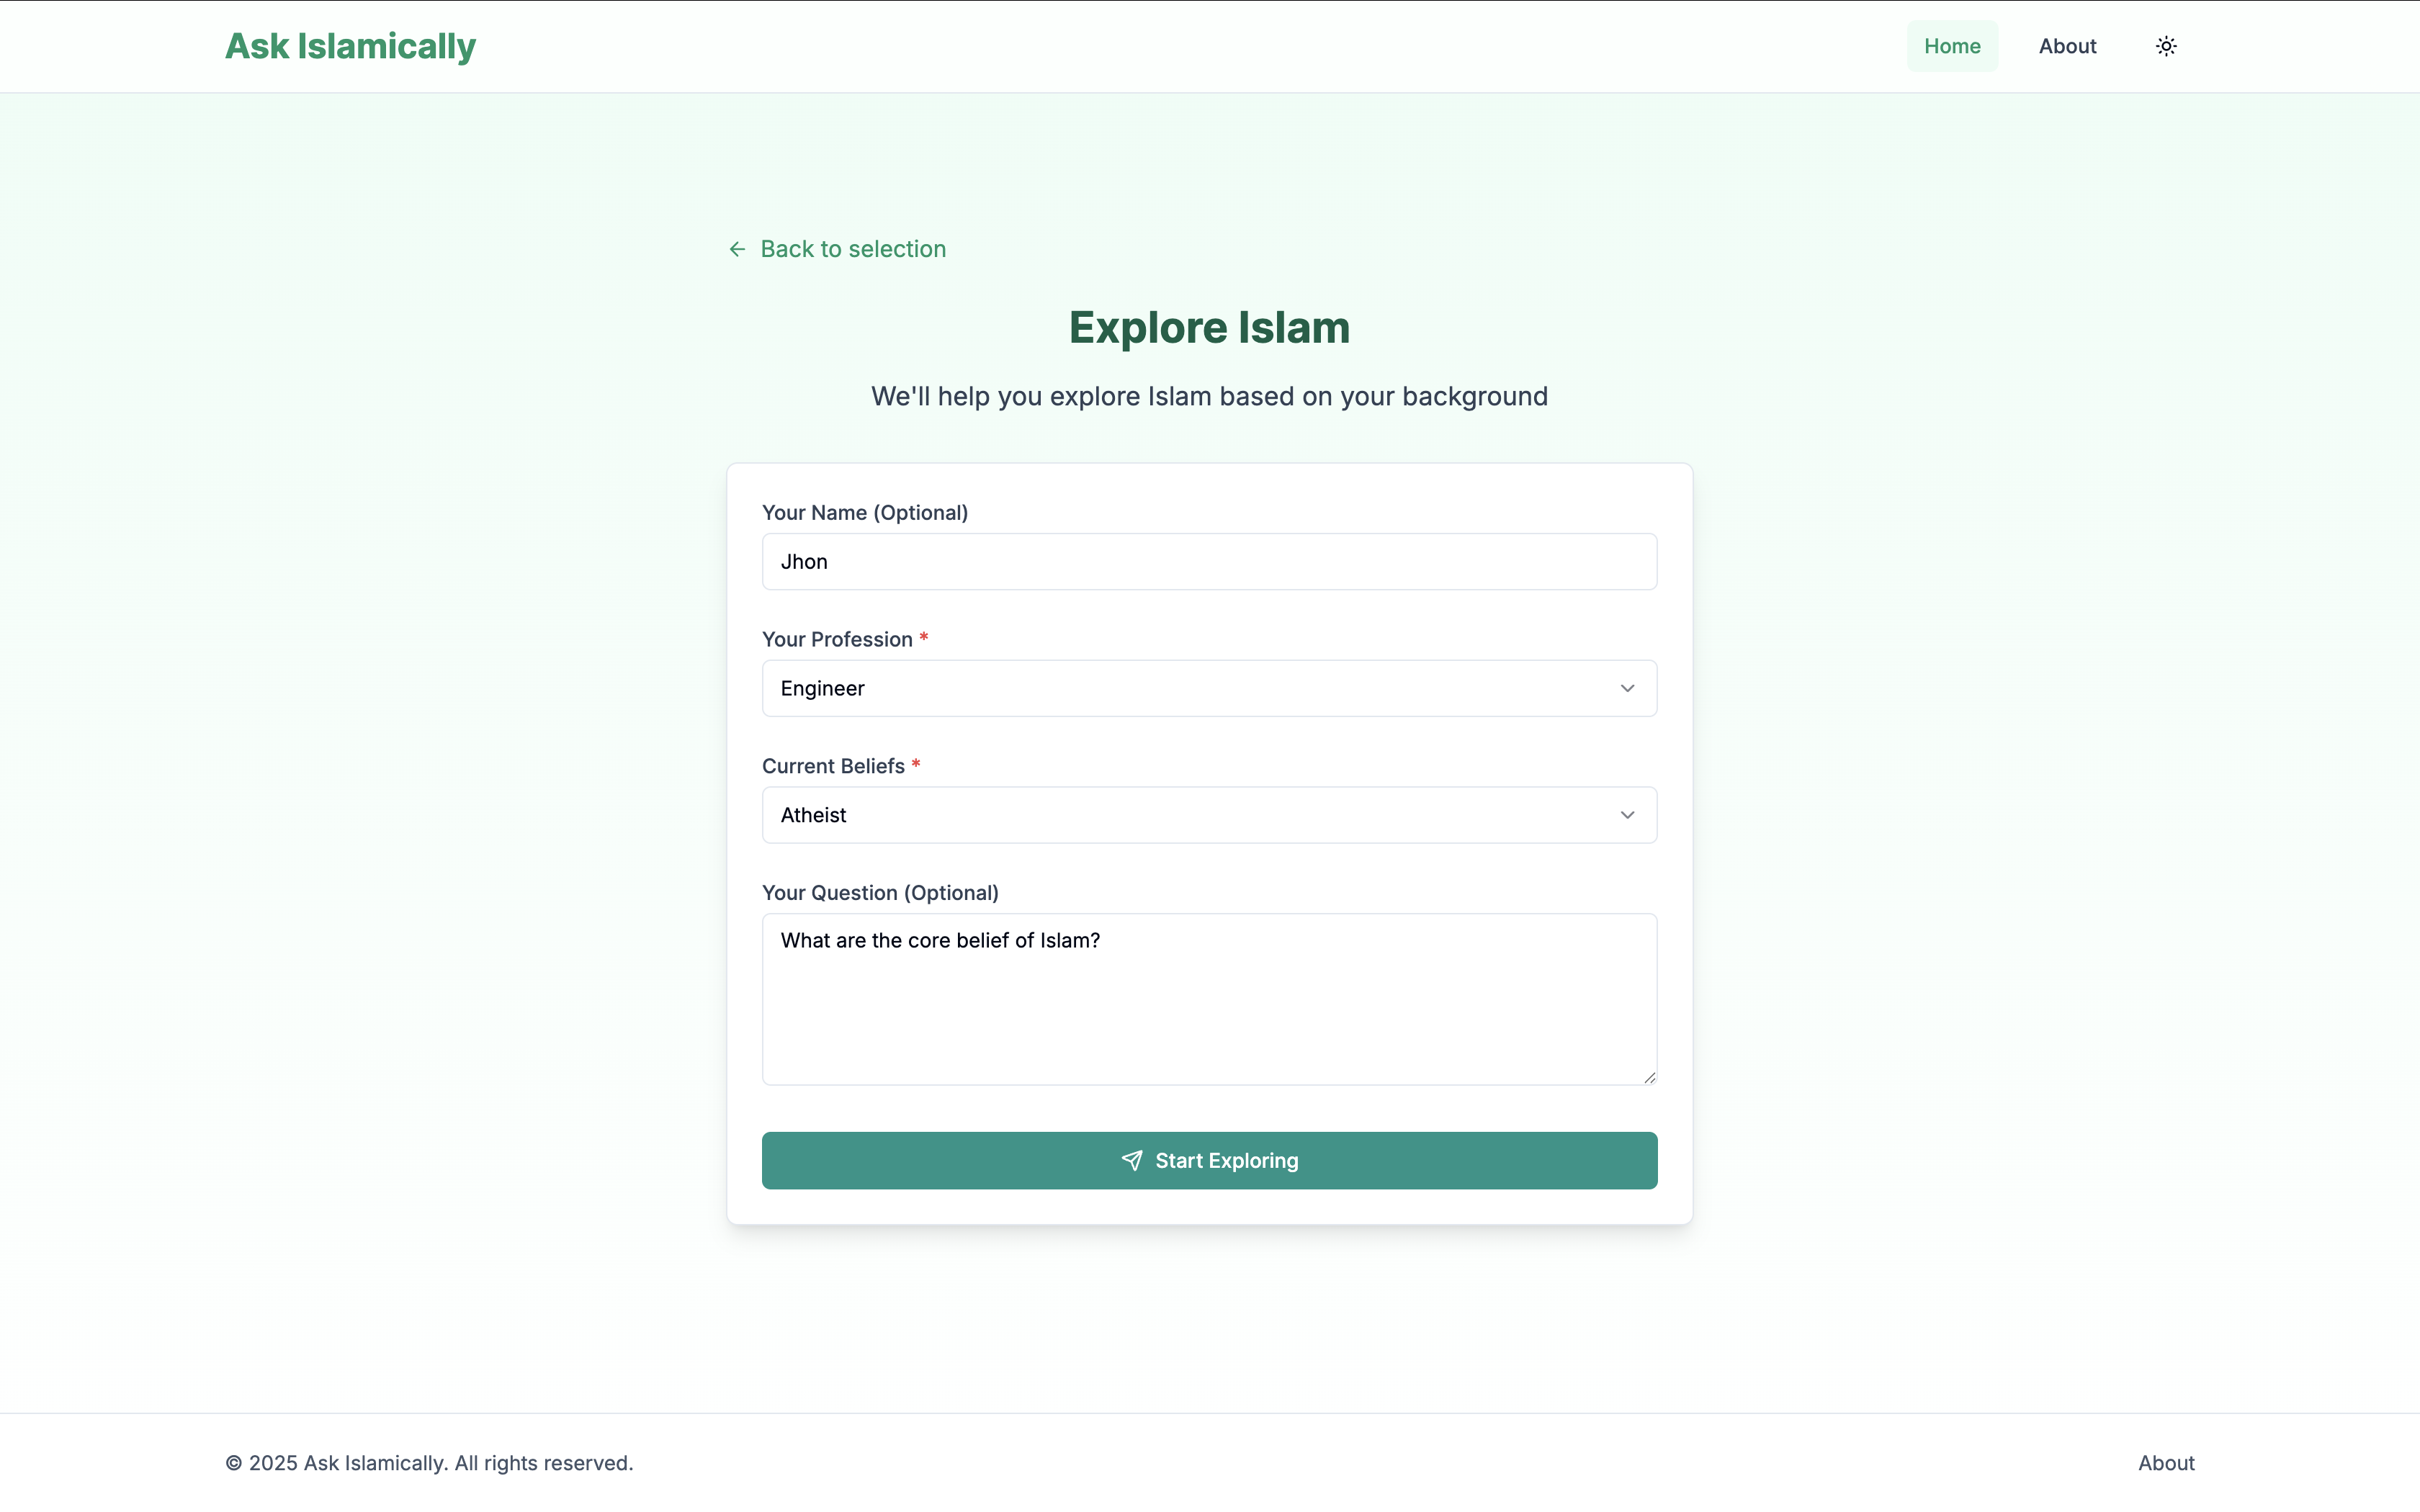 Ask Islamically
Home
About
Back to selection
Explore Islam
We'll help you explore Islam based on your background
Your Name (Optional)
Jhon
Your Profession *
Engineer
Current Beliefs *
Atheist
Your Question (Optional)
What are the core belief of Islam?
Start Exploring
© 2025 Ask Islamically. All rights reserved.
About